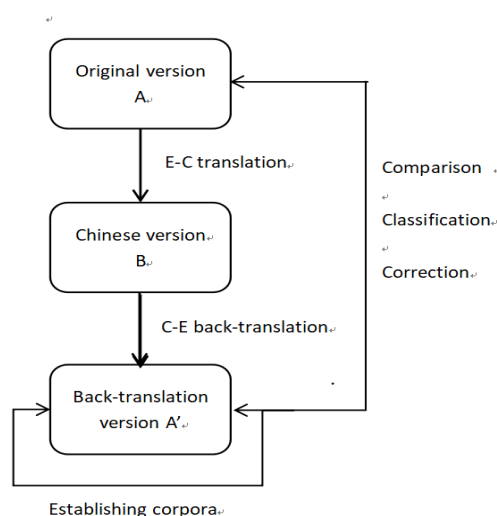 Original version
A
E-C translation
Comparison
Classification
Correction
Chinese version
B
C-E back-translation
Back-translation
version A’
Establishing corpora